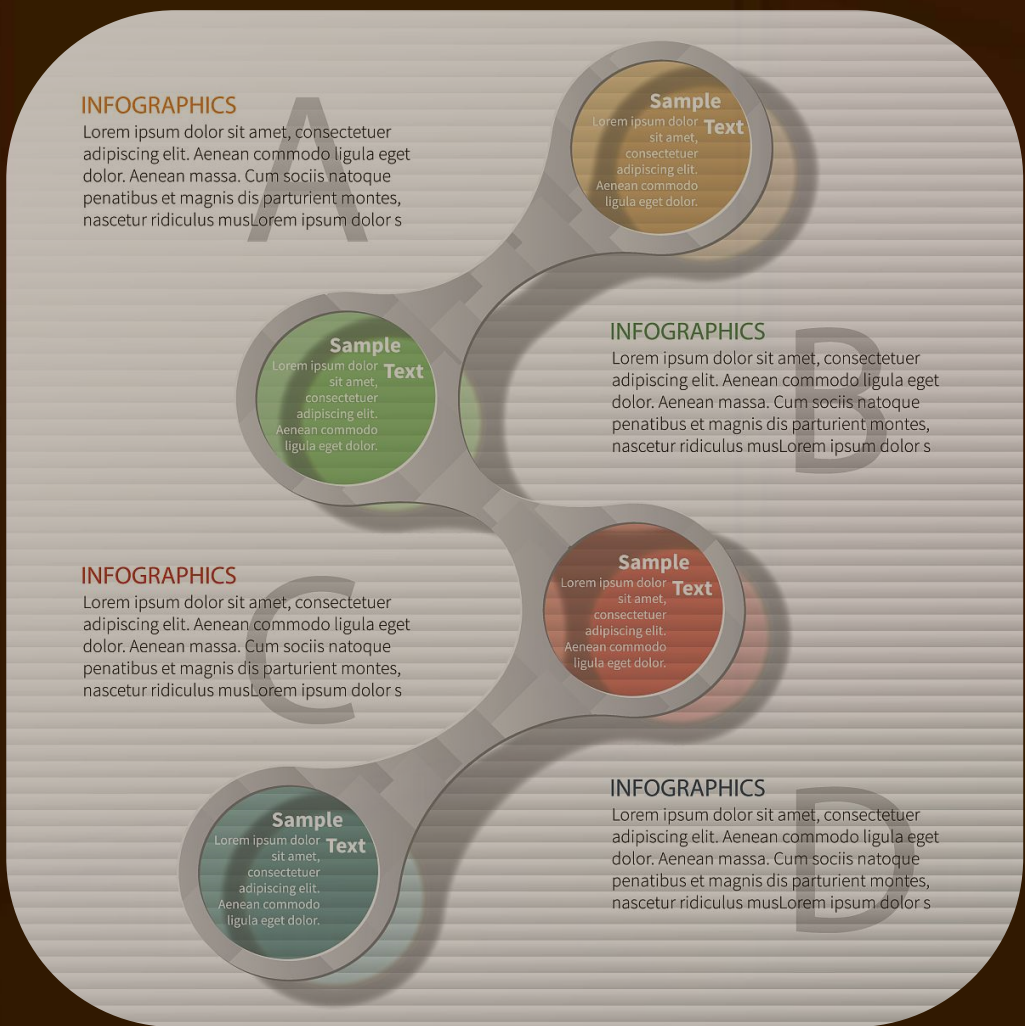 INFOGRAPHICS
Lorem ipsum dolor sit amet, consectetuer
adipiscing elit. Aenean commodo ligula eget
dolor. Aenean massa. Cum sociis natoque
penatibus et magnis dis parturient montes,
nascetur ridiculus musLorem ipsum dolor s
A
Sample
Text
Lorem ipsum dolor
sit amet,
consectetuer
adipiscing elit.
Aenean commodo
ligula eget dolor.
Sample
Text
Lorem ipsum dolor
sit amet,
consectetuer
adipiscing elit.
Aenean commodo
ligula eget dolor.
INFOGRAPHICS
Lorem ipsum dolor sit amet, consectetuer
adipiscing elit. Aenean commodo ligula eget
dolor. Aenean massa. Cum sociis natoque
penatibus et magnis dis parturient montes,
nascetur ridiculus musLorem ipsum dolor s
B
INFOGRAPHICS
Lorem ipsum dolor sit amet, consectetuer
adipiscing elit. Aenean commodo ligula eget
dolor. Aenean massa. Cum sociis natoque
penatibus et magnis dis parturient montes,
nascetur ridiculus musLorem ipsum dolor s
C
Sample
Text
Lorem ipsum dolor
sit amet,
consectetuer
adipiscing elit.
Aenean commodo
ligula eget dolor.
Sample
Text
Lorem ipsum dolor
sit amet,
consectetuer
adipiscing elit.
Aenean commodo
ligula eget dolor.
INFOGRAPHICS
Lorem ipsum dolor sit amet, consectetuer
adipiscing elit. Aenean commodo ligula eget
dolor. Aenean massa. Cum sociis natoque
penatibus et magnis dis parturient montes,
nascetur ridiculus musLorem ipsum dolor s
D